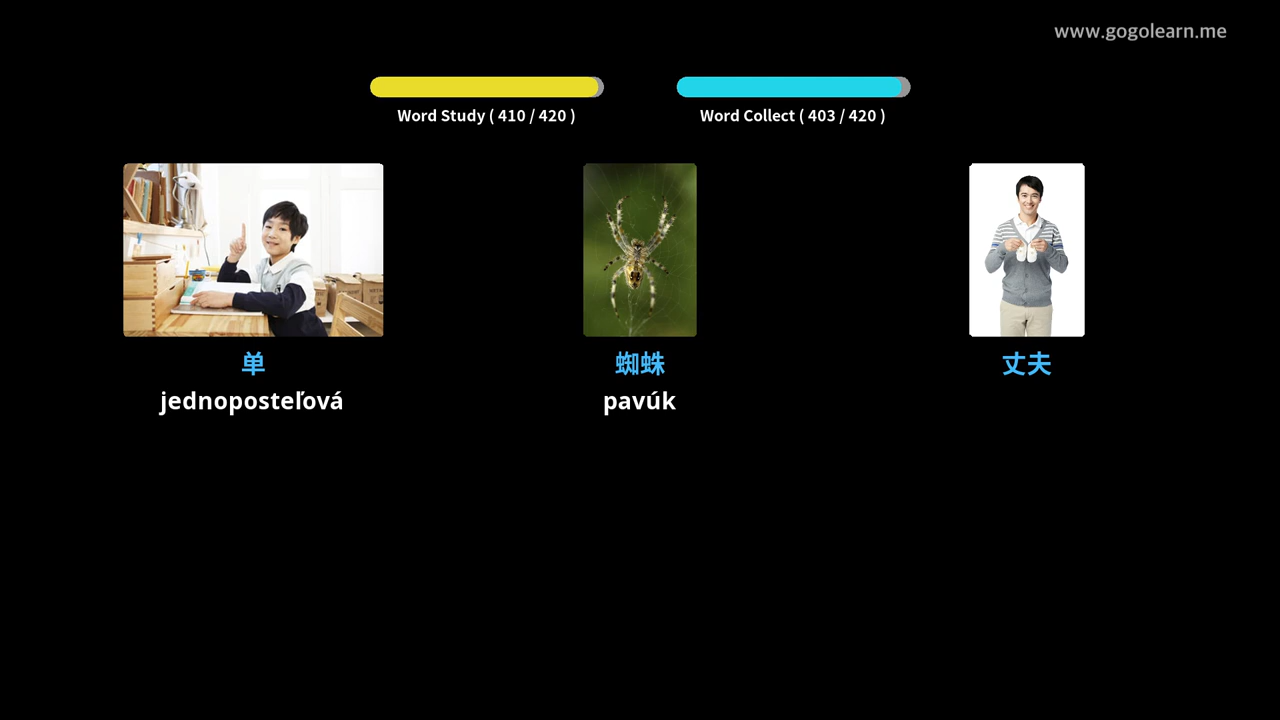 www.gogolearn.me
Word Study ( 410 / 420 )
Word Collect ( 403 / 420 )
单
jednoposteľová
蜘蛛
pavúk
丈夫